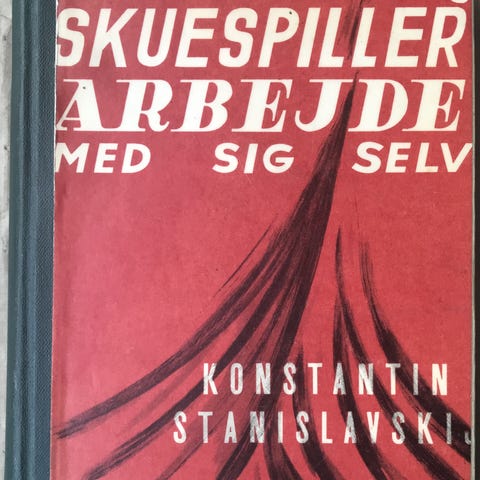 SKUESPILLER
ARBEJDE
MED SIG SELV
KONSTANTIN
STANISLAVSKIJ